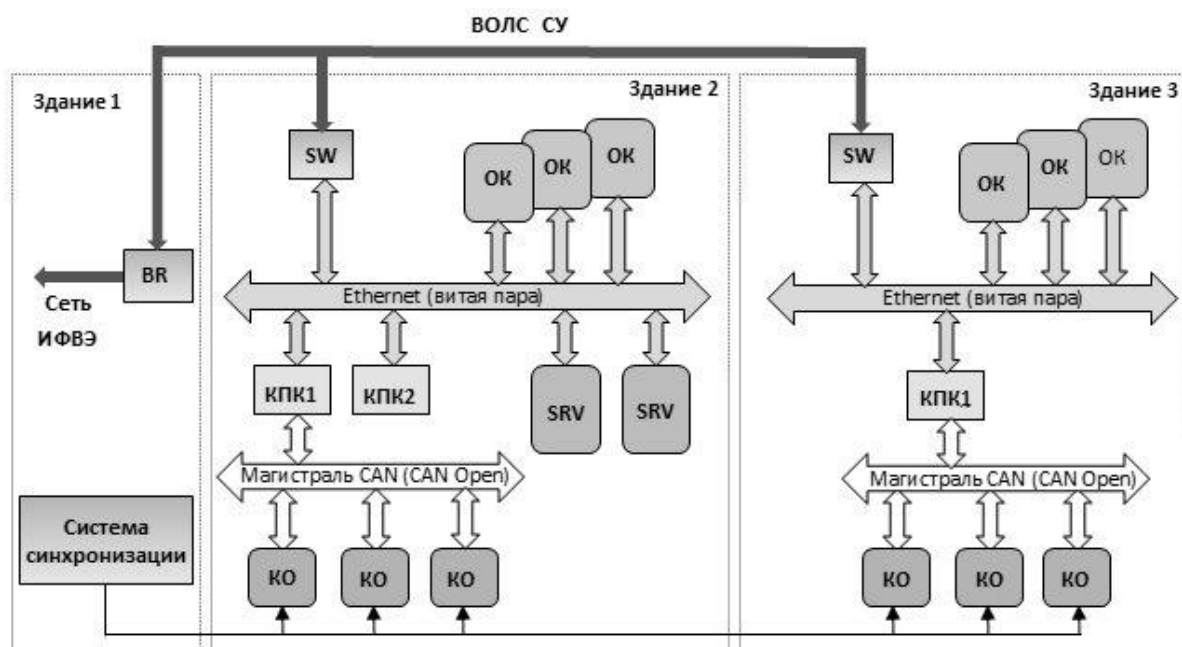 ВОЛС СУ
Здание 1
Здание 2
Здание 3
SW
ОК
ОК
ОК
SW
ОК
ОК
ОК
BR
Сеть
ИФВЭ
Ethernet (витая пара)
Ethernet (витая пара)
КПК1
КПК2
SRV
SRV
КПК1
Магистраль CAN (CAN Open)
Магистраль CAN (CAN Open)
Система
синхронизации
КО
КО
КО
КО
КО
КО